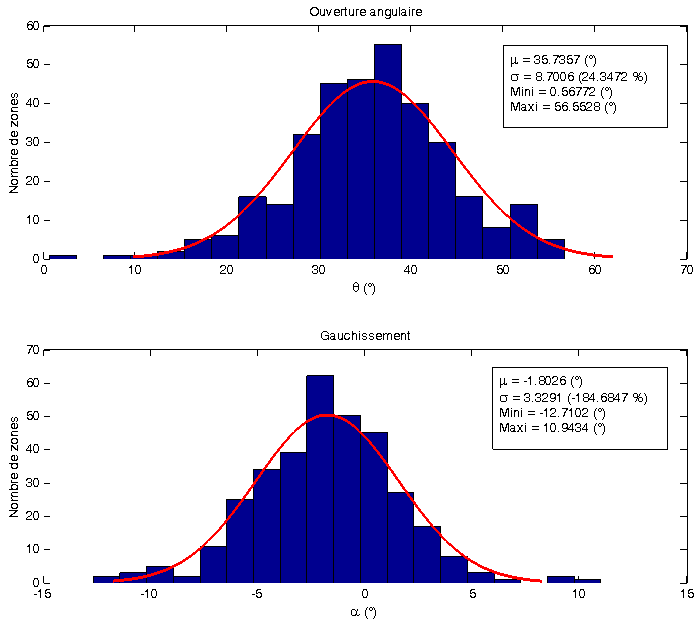 Ouverture angulaire
60
50
40
30
20
10
0
Nombre de zones
μ = 35.7357 (°)
σ = 8.7006 (24.3472 %)
Mini = 0.56772 (°)
Maxi = 56.5528 (°)
0 10 20 30 40 50 60 70
θ (°)
Gauchissement
70
60
50
40
30
20
10
0
Nombre de zones
μ = -1.8026 (°)
σ = 3.3291 (-184.6847 %)
Mini = -12.7102 (°)
Maxi = 10.9434 (°)
-15 -10 -5 0 5 10 15
α (°)